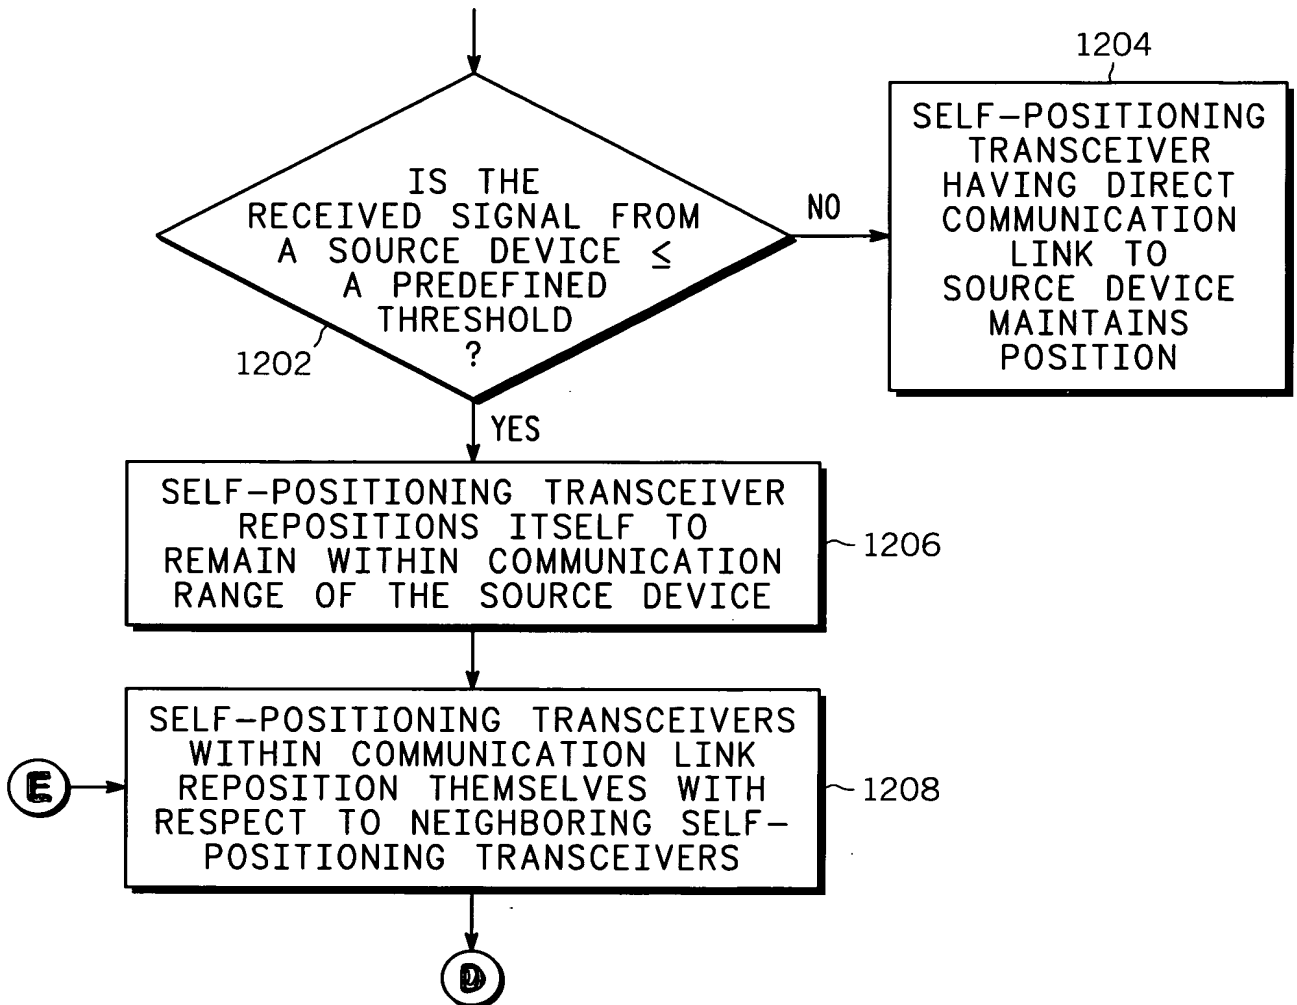 1204
SELF-POSITIONING
TRANSCEIVER
HAVING DIRECT
COMMUNICATION
LINK TO
SOURCE DEVICE
MAINTAINS
POSITION
IS THE
RECEIVED SIGNAL FROM
A SOURCE DEVICE ≤
A PREDEFINED
THRESHOLD
?
NO
1202
YES
SELF-POSITIONING TRANSCEIVER
REPOSITIONS ITSELF TO
REMAIN WITHIN COMMUNICATION
RANGE OF THE SOURCE DEVICE
1206
SELF-POSITIONING TRANSCEIVERS
WITHIN COMMUNICATION LINK
REPOSITION THEMSELVES WITH
RESPECT TO NEIGHBORING SELF-
POSITIONING TRANSCEIVERS
E
1208
D